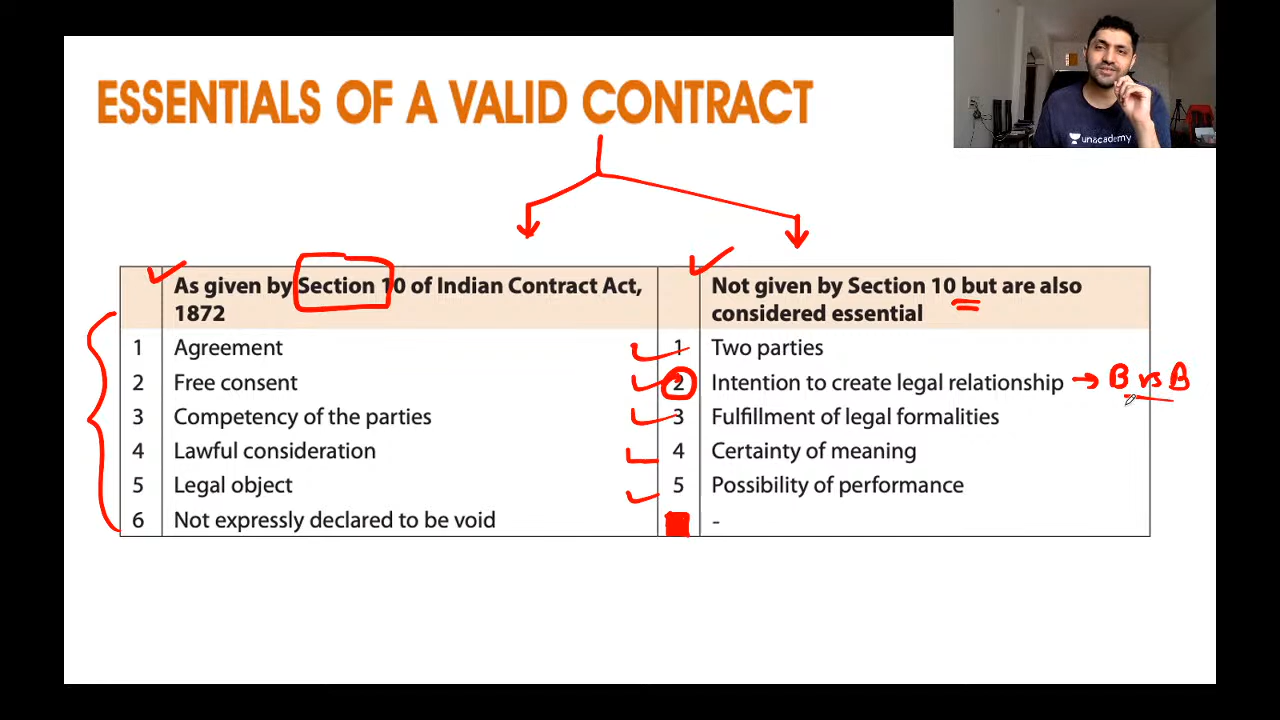 ESSENTIALS OF A VALID CONTRACT
unacademy
As given by Section 10 of Indian Contract Act,
1872
Not given by Section 10 but are also
considered essential
1 Agreement
1 Two parties
2 Free consent
2 Intention to create legal relationship → B vs B
3 Competency of the parties
3 Fulfillment of legal formalities
4 Lawful consideration
4 Certainty of meaning
5 Legal object
5 Possibility of performance
6 Not expressly declared to be void
-